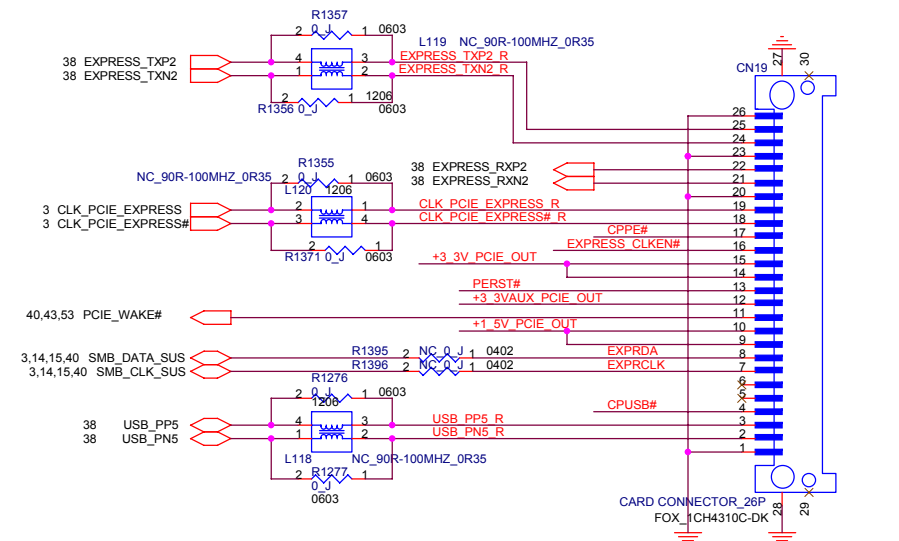 R1357
0_J
2
1
0603
L119 NC_90R-100MHZ_0R35
38 EXPRESS_TXP2
4
3
EXPRESS_TXP2_R
38 EXPRESS_TXN2
1
2
EXPRESS_TXN2_R
2
1
1206
R1356 0_J
0603
27
30
CN19
26
25
24
23
22
21
20
19
18
17
16
15
14
13
12
11
10
9
8
7
6
5
4
3
2
1
R1355
38 EXPRESS_RXP2
38 EXPRESS_RXN2
NC_90R-100MHZ_0R35
2
0_J
1
0603
L120
1206
3 CLK_PCIE_EXPRESS
2
1
CLK_PCIE_EXPRESS_R
3 CLK_PCIE_EXPRESS#
3
4
CLK_PCIE_EXPRESS#_R
CPPE#
EXPRESS_CLKEN#
2
1
R1371 0_J
0603
+3_3V_PCIE_OUT
PERST#
+3_3VAUX_PCIE_OUT
40,43,53 PCIE_WAKE#
+1_5V_PCIE_OUT
3,14,15,40 SMB_DATA_SUS
R1395
2
NC_0_J
1
0402
EXPRDA
3,14,15,40 SMB_CLK_SUS
R1396
2
NC_0_J
1
0402
EXPRCLK
R1276
2
0_J
1
0603
1206
CPUSB#
38 USB_PP5
4
3
USB_PP5_R
38 USB_PN5
1
2
USB_PN5_R
L118
NC_90R-100MHZ_0R35
R1277
2
1
0_J
0603
CARD CONNECTOR_26P
FOX_1CH4310C-DK
28
29